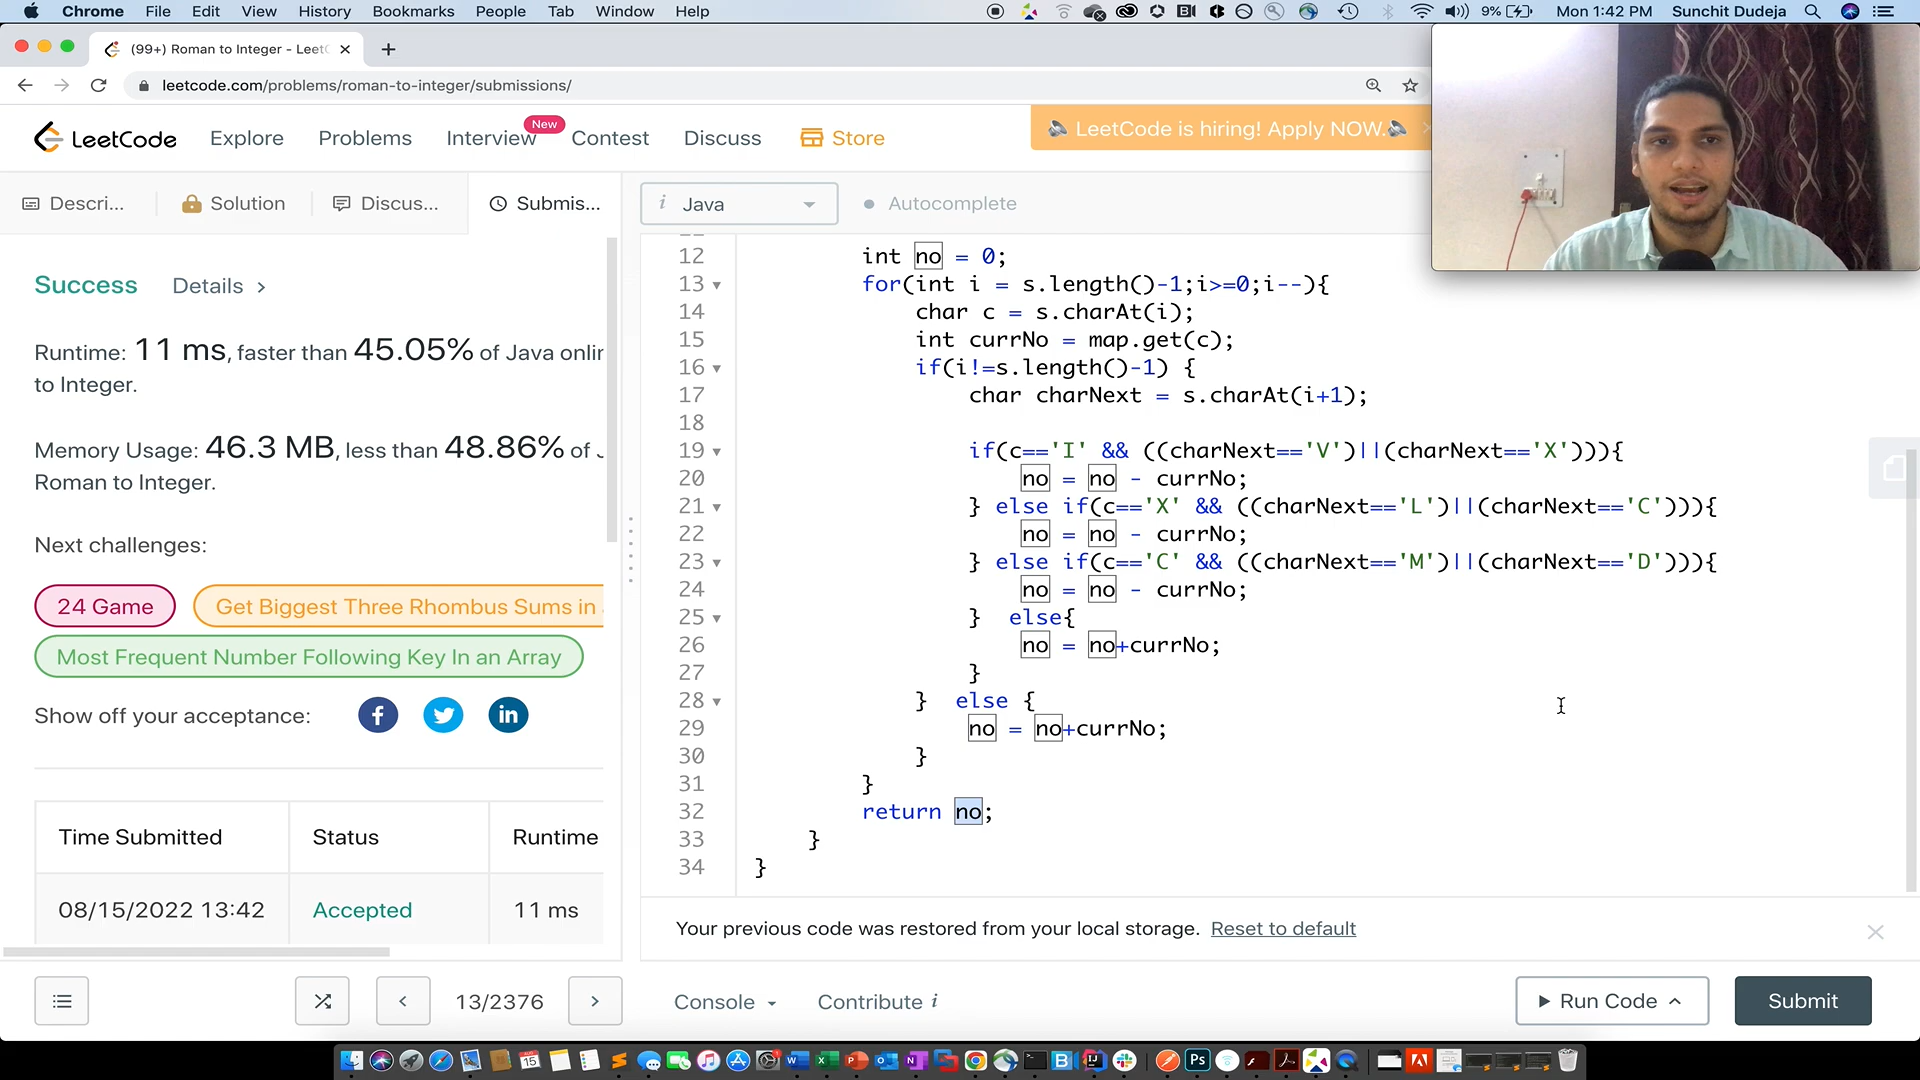 Chrome File Edit View History Bookmarks People Tab Window Help 9% Mon 1:42 PM Sunchit Dudeja
(99+) Roman to Integer - Leet
leetcode.com/problems/roman-to-integer/submissions/
LeetCode Explore Problems Interview New Contest Discuss Store
LeetCode is hiring! Apply NOW.
Descri... Solution Discus... Submis...
i Java Autocomplete
Success Details >
Runtime: 11 ms, faster than 45.05% of Java onlin
to Integer.
Memory Usage: 46.3 MB, less than 48.86% of
Roman to Integer.
Next challenges:
24 Game Get Biggest Three Rhombus Sums in
Most Frequent Number Following Key In an Array
Show off your acceptance:
Time Submitted Status Runtime
08/15/2022 13:42 Accepted 11 ms
12 int no = 0;
13 for(int i = s.length()-1;i>=0;i--){
14 char c = s.charAt(i);
15 int currNo = map.get(c);
16 if(i!=s.length()-1) {
17 char charNext = s.charAt(i+1);
18
19 if(c=='I' && ((charNext=='V')||(charNext=='X'))){
20 no = no - currNo;
21 } else if(c=='X' && ((charNext=='L')||(charNext=='C'))){
22 no = no - currNo;
23 } else if(c=='C' && ((charNext=='M')||(charNext=='D'))){
24 no = no - currNo;
25 } else{
26 no = no+currNo;
27 }
28 } else {
29 no = no+currNo;
30 }
31 }
32 return no;
33 }
34 }
Your previous code was restored from your local storage. Reset to default
13/2376 Console Contribute i Run Code Submit